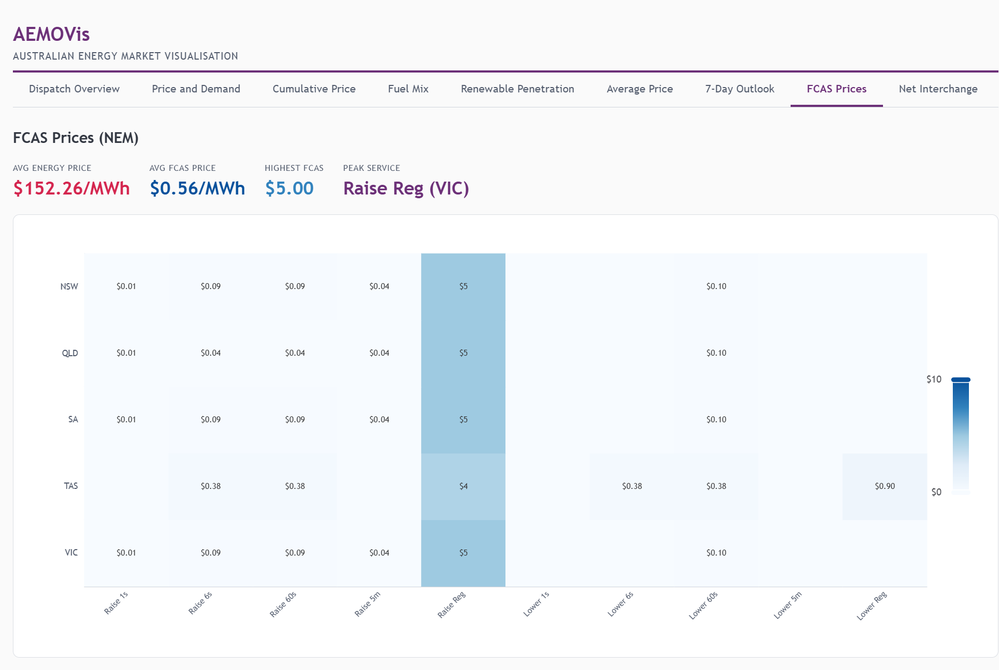 AEMOVis
AUSTRALIAN ENERGY MARKET VISUALISATION
Dispatch Overview Price and Demand Cumulative Price Fuel Mix Renewable Penetration Average Price 7-Day Outlook FCAS Prices Net Interchange
FCAS Prices (NEM)
AVG ENERGY PRICE AVG FCAS PRICE HIGHEST FCAS PEAK SERVICE
$152.26/MWh $0.56/MWh $5.00 Raise Reg (VIC)
NSW $0.01 $0.09 $0.09 $0.04 $5 $0.10
QLD $0.01 $0.04 $0.04 $0.04 $5 $0.10
$10
SA $0.01 $0.09 $0.09 $0.04 $5 $0.10
TAS $0.38 $0.38 $4 $0.38 $0.38 $0.90
$0
VIC $0.01 $0.09 $0.09 $0.04 $5 $0.10
Raise 1s Raise 6s Raise 60s Raise 5m Raise Reg Lower 1s Lower 6s Lower 60s Lower 5m Lower Reg